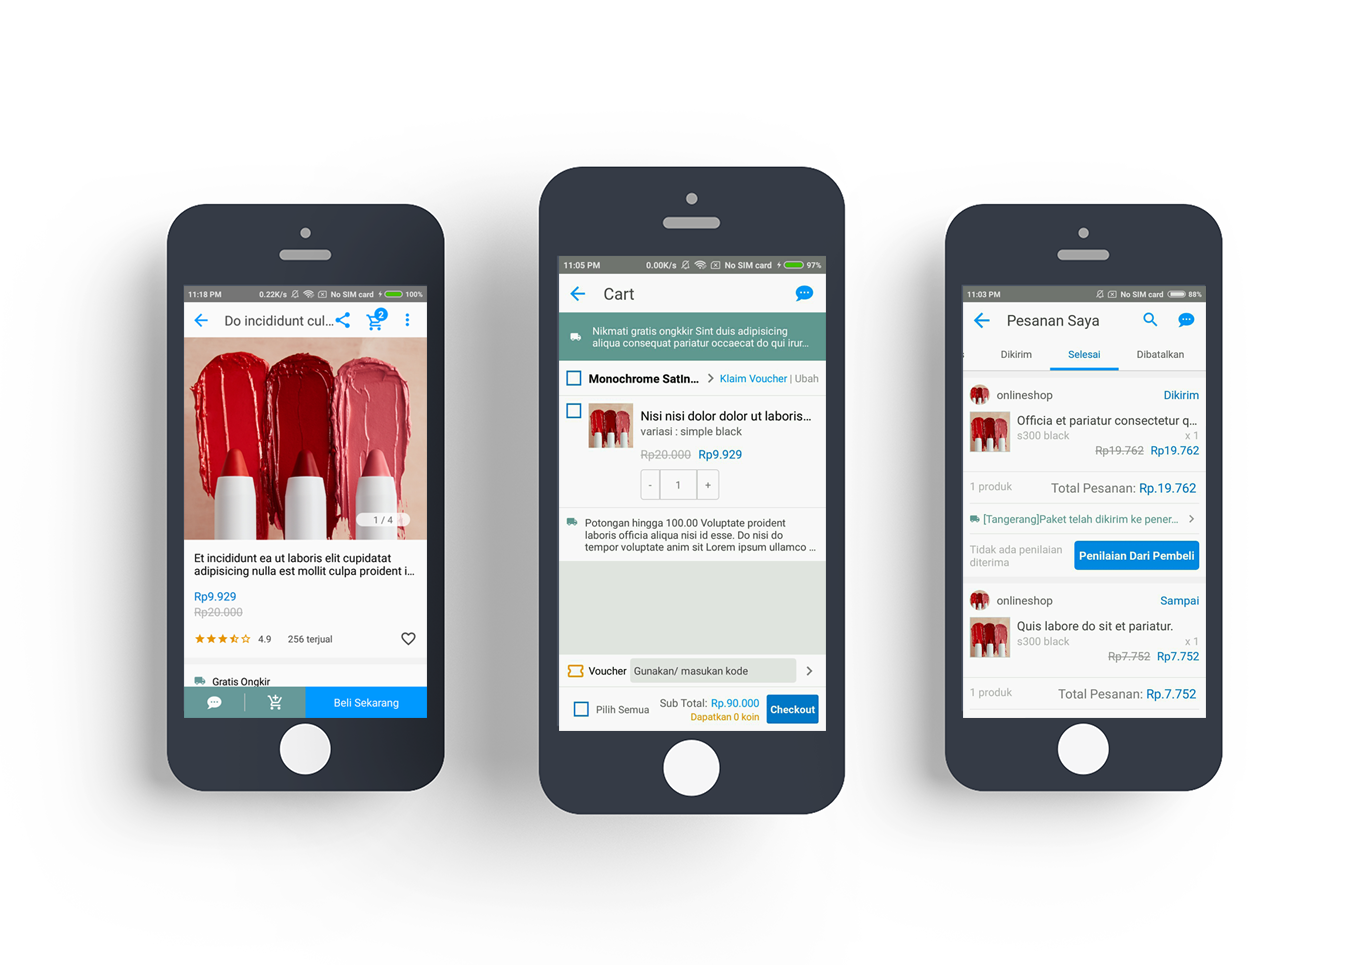 11:18 PM 0.22K/s No SIM card 100%
Do incididunt cul... 2
1 / 4
Et incididunt ea ut laboris elit cupidatat
adipisicing nulla est mollit culpa proident i...
Rp9.929
Rp20.000
4.9 256 terjual
Gratis Ongkir
Beli Sekarang
11:05 PM 0.00K/s No SIM card 97%
Cart
Nikmati gratis ongkkir Sint duis adipisicing
aliqua consequat pariatur occaecat do qui irur...
Monochrome SatIn... Klaim Voucher | Ubah
Nisi nisi dolor dolor ut laboris...
variasi : simple black
Rp20.000 Rp9.929
- 1 +
Potongan hingga 100.00 Voluptate proident
laboris officia aliqua nisi id esse. Do nisi do
tempor voluptate anim sit Lorem ipsum ullamco ...
Voucher Gunakan/ masukan kode
Pilih Semua Sub Total: Rp.90.000 Checkout
Dapatkan 0 koin
11:03 PM No SIM card 88%
Pesanan Saya
Dikirim Selesai Dibatalkan
onlineshop Dikirim
Officia et pariatur consectetur q...
s300 black x 1
Rp19.762 Rp19.762
1 produk Total Pesanan: Rp.19.762
[Tangerang]Paket telah dikirim ke pener...
Tidak ada penilaian
diterima
Penilaian Dari Pembeli
onlineshop Sampai
Quis labore do sit et pariatur.
s300 black x 1
Rp7.752 Rp7.752
1 produk Total Pesanan: Rp.7.752